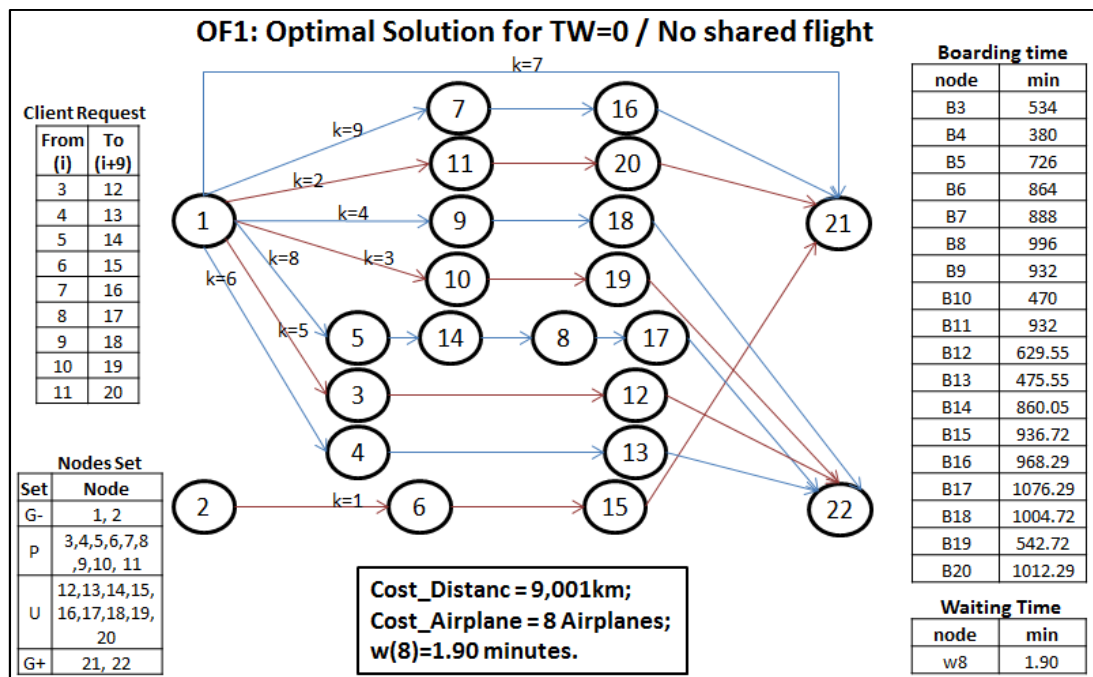 OF1: Optimal Solution for TW=0 / No shared flight
Client Request
From (i) To (i+9)
3 12
4 13
5 14
6 15
7 16
8 17
9 18
10 19
11 20
Nodes Set
Set Node
G- 1, 2
P 3,4,5,6,7,8
,9,10, 11
U 12,13,14,15,
16,17,18,19,
20
G+ 21, 22
k=7
k=9
7
16
k=2
11
20
1
k=4
9
18
21
k=8
k=3
10
19
k=6
k=5
5
14
8
17
3
12
4
13
2
k=1
6
15
22
Cost_Distanc = 9,001km;
Cost_Airplane = 8 Airplanes;
w(8)=1.90 minutes.
Boarding time
node min
B3 534
B4 380
B5 726
B6 864
B7 888
B8 996
B9 932
B10 470
B11 932
B12 629.55
B13 475.55
B14 860.05
B15 936.72
B16 968.29
B17 1076.29
B18 1004.72
B19 542.72
B20 1012.29
Waiting Time
node min
w8 1.90